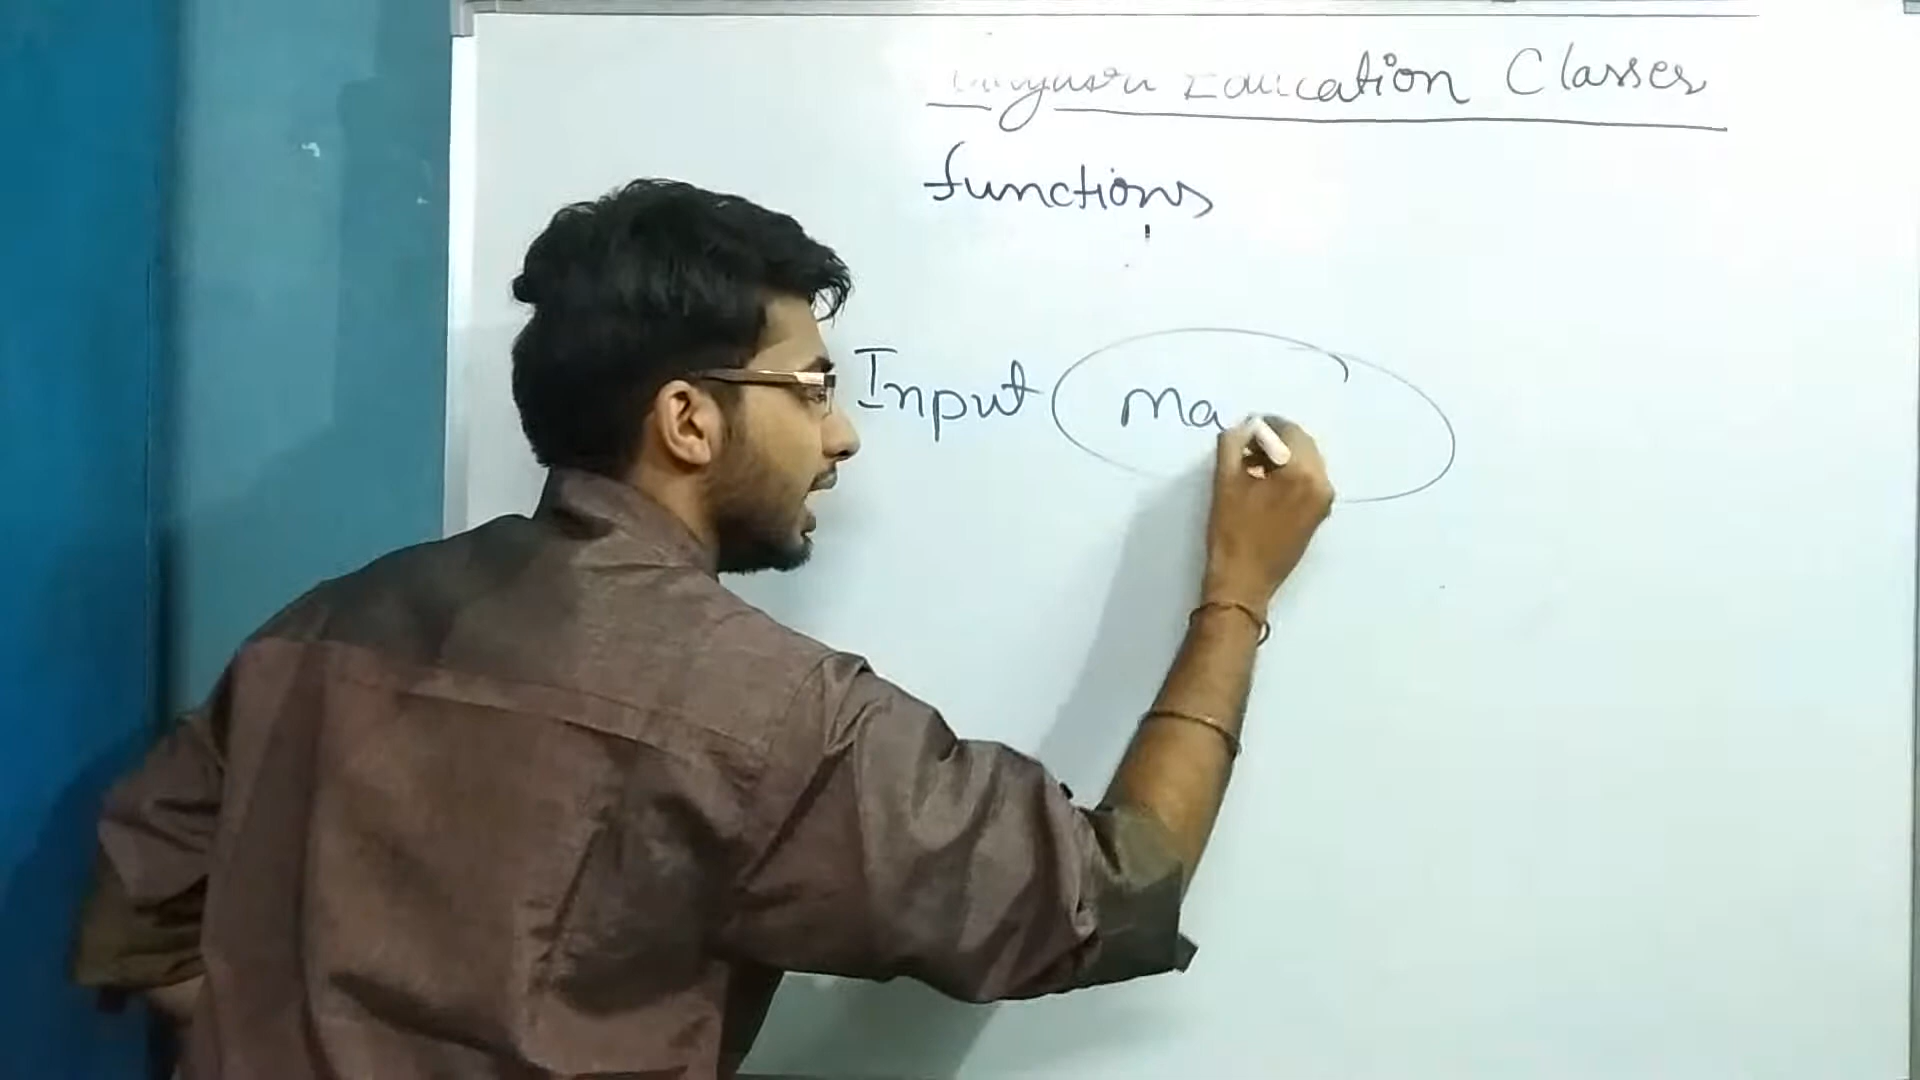 Education Classes
functions
Input Ma